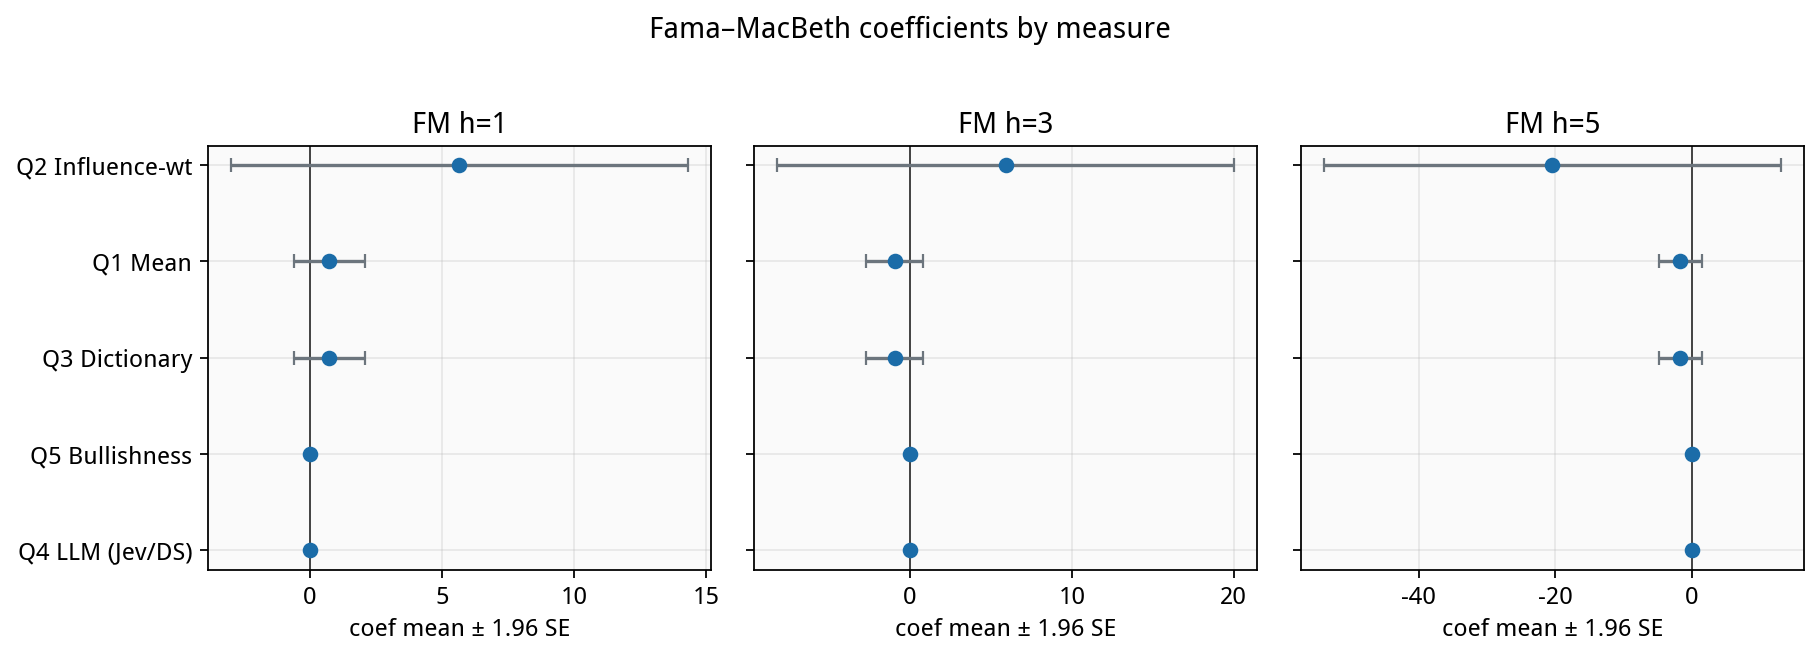 Fama–MacBeth coefficients by measure
FM h=1
FM h=3
FM h=5
Q2 Influence-wt
Q1 Mean
Q3 Dictionary
Q5 Bullishness
Q4 LLM (Jev/DS)
0 5 10 15
0 10 20
-40 -20 0
coef mean ± 1.96 SE
coef mean ± 1.96 SE
coef mean ± 1.96 SE